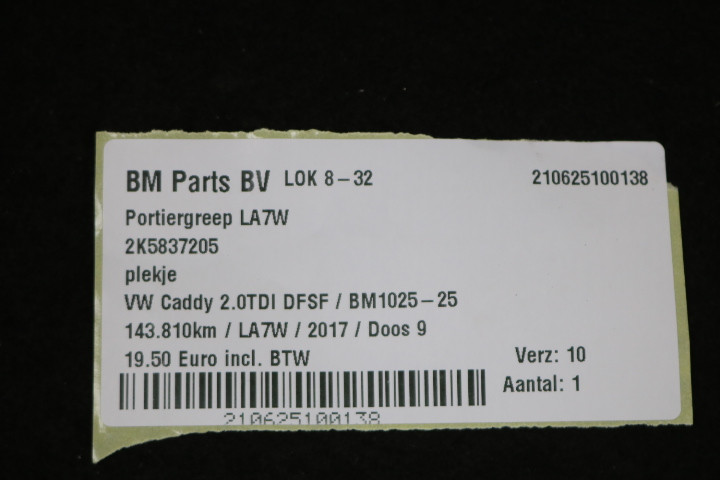 BM Parts BV LOK 8-32 210625100138
Portiergreep LA7W
2K5837205
plekje
VW Caddy 2.0TDI DFSF / BM1025-25
143.810km / LA7W / 2017 / Doos 9
19.50 Euro incl. BTW Verz: 10
Aantal: 1
210625100138